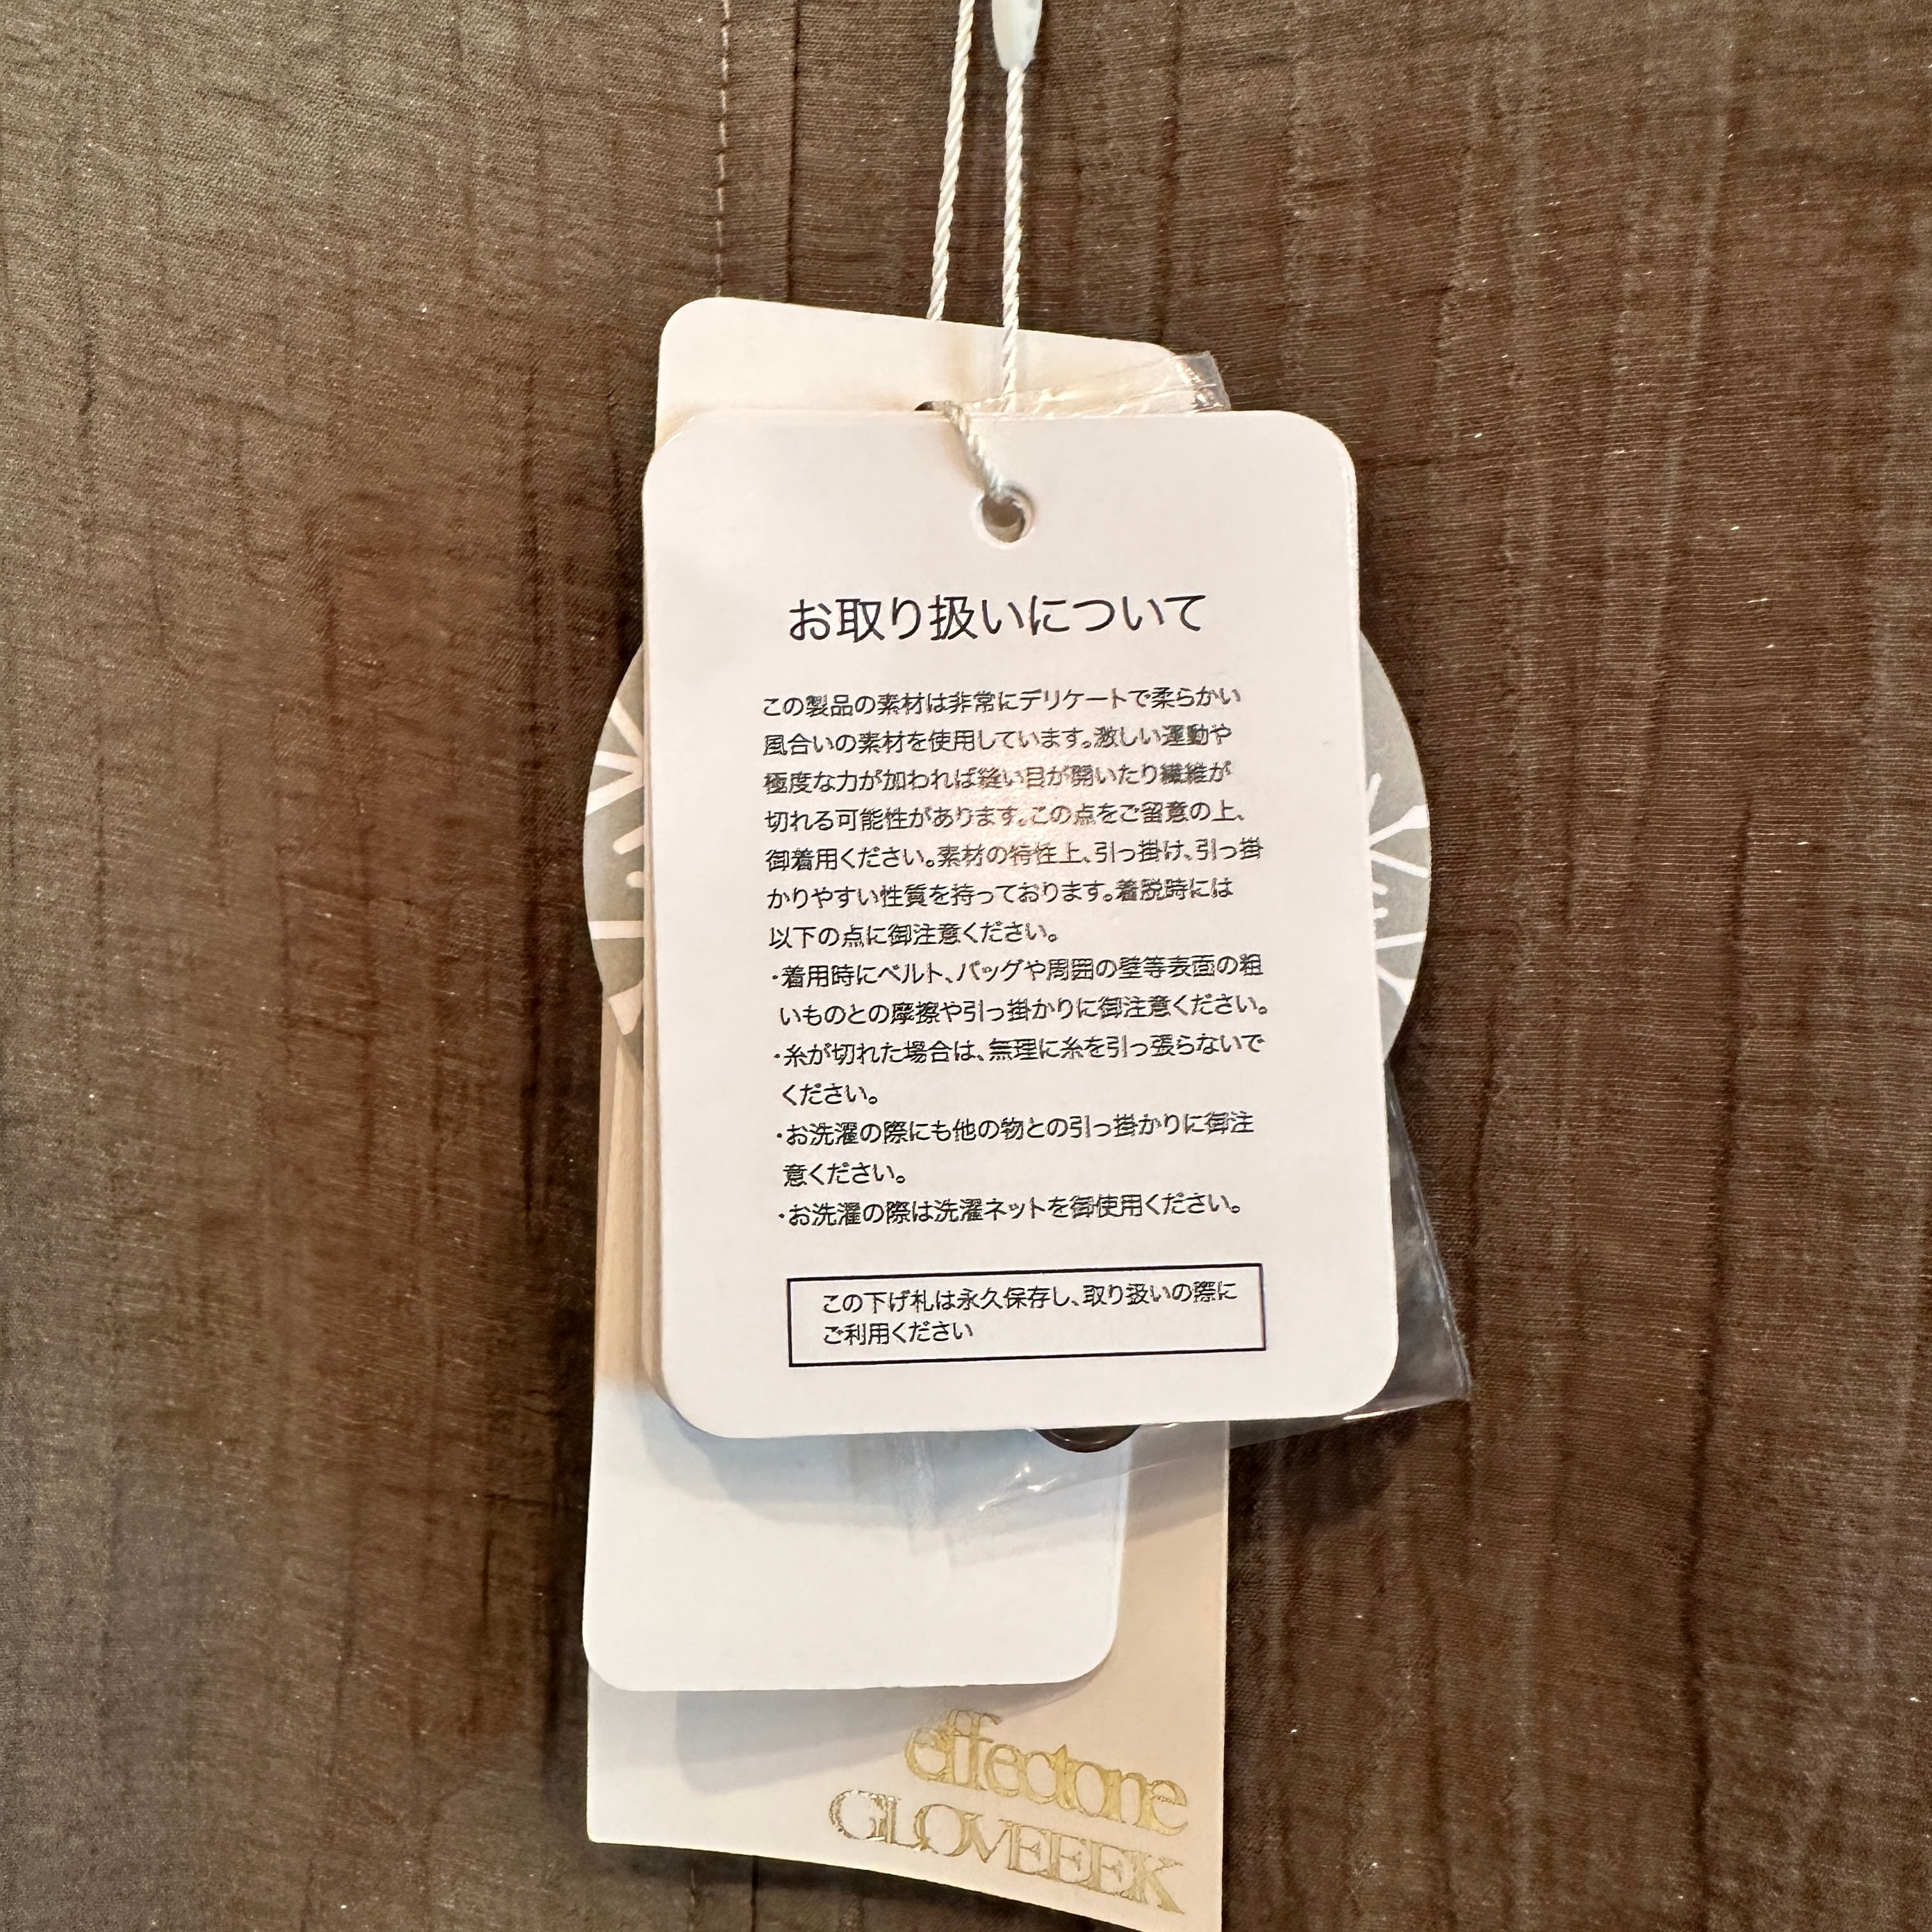 お取り扱いについて
この製品の素材は非常にデリケートで柔らかい
風合いの素材を使用しています。激しい運動や
極度な力が加われば縫い目が開いたり繊維が
切れる可能性があります。この点をご留意の上、
御着用ください。素材の特性上、引っ掛け、引っ掛
かりやすい性質を持っております。着脱時には
以下の点に御注意ください。
・着用時にベルト、バッグや周囲の壁等表面の粗
いものとの摩擦や引っ掛かりに御注意ください。
・糸が切れた場合は、無理に糸を引っ張らないで
ください。
・お洗濯の際にも他の物との引っ掛かりに御注
意ください。
・お洗濯の際は洗濯ネットを御使用ください。
この下げ札は永久保存し、取り扱いの際に
ご利用ください
effectone
GLOVEEEK